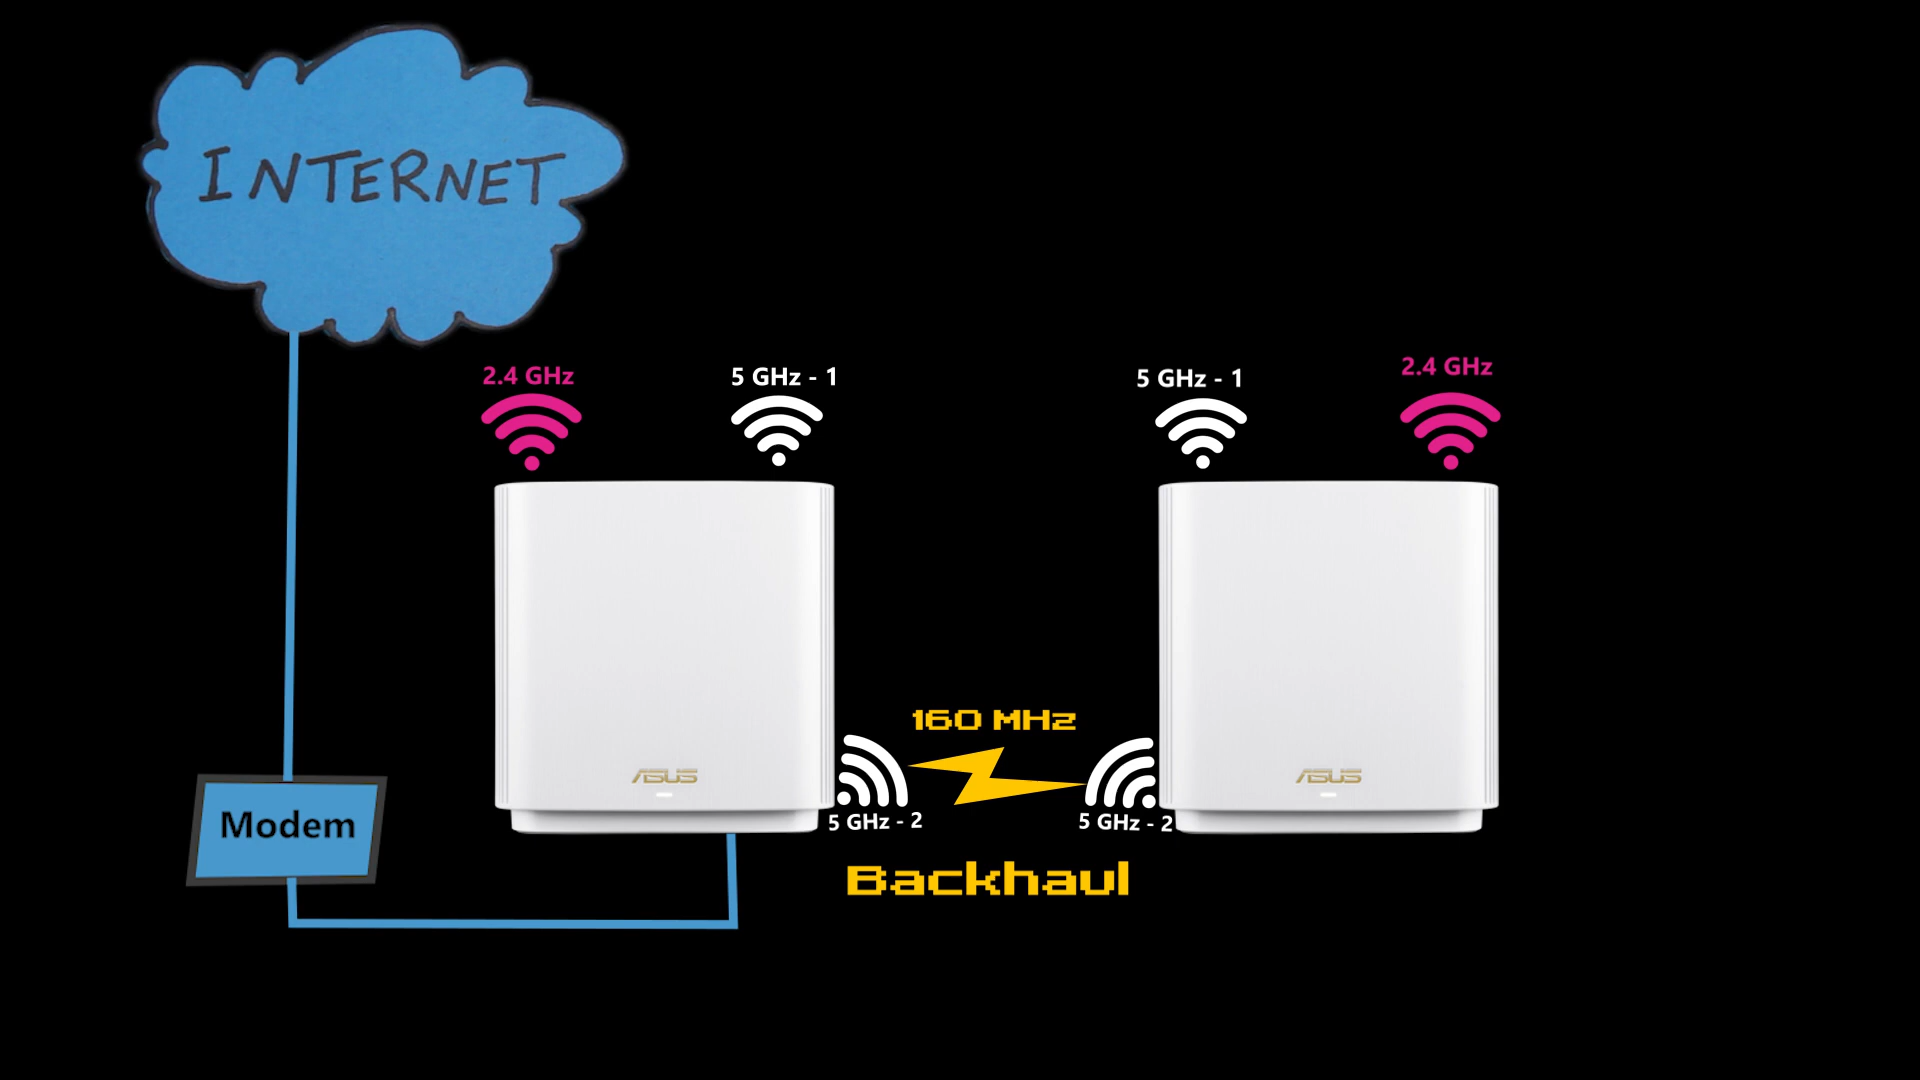 INTERNET
2.4 GHz
5 GHz - 1
5 GHz - 1
2.4 GHz
160 MHz
ASUS
ASUS
Modem
5 GHz - 2
5 GHz - 2
Backhaul